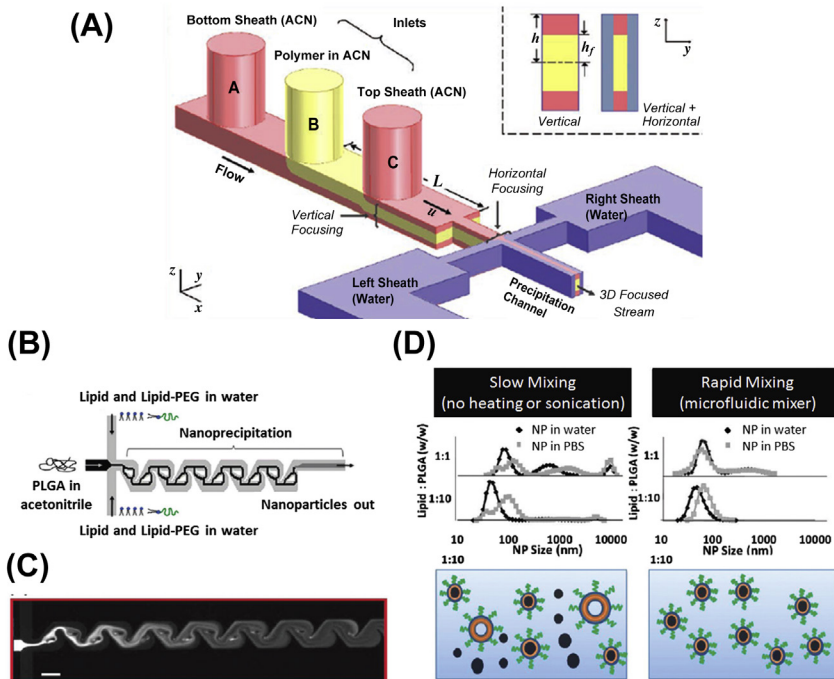 (A)
Bottom Sheath (ACN)
Inlets
Polymer in ACN
Top Sheath (ACN)
A
B
C
h
h_f
z
y
Vertical
Vertical +
Horizontal
Flow
L
u
Horizontal
Focusing
Vertical
Focusing
Right Sheath
(Water)
Left Sheath
(Water)
Precipitation
Channel
3D Focused
Stream
z
y
x
(B)
Lipid and Lipid-PEG in water
Nanoprecipitation
PLGA in
acetonitrile
Nanoparticles out
Lipid and Lipid-PEG in water
(C)
(D)
Slow Mixing
(no heating or sonication)
Rapid Mixing
(microfluidic mixer)
NP in water
NP in PBS
NP in water
NP in PBS
Lipid : PLGA (w/w)
1:1
1:10
10 100 1000 10000
NP Size (nm)
1:10
Lipid : PLGA (w/w)
1:1
1:10
10 100 1000 10000
NP Size (nm)
1:10